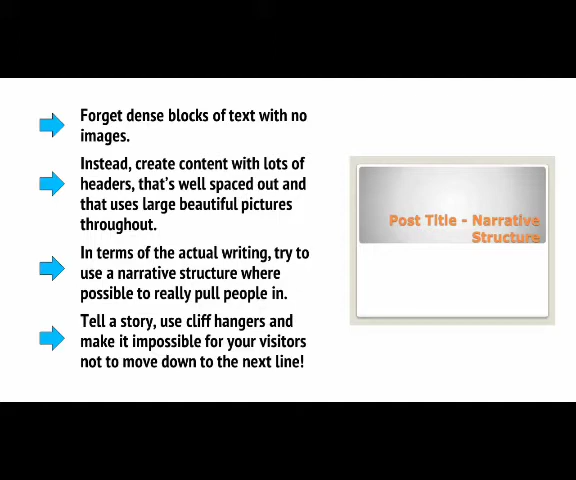 Forget dense blocks of text with no
images.
Instead, create content with lots of
headers, that's well spaced out and
that uses large beautiful pictures
throughout.
In terms of the actual writing, try to
use a narrative structure where
possible to really pull people in.
Tell a story, use cliff hangers and
make it impossible for your visitors
not to move down to the next line!
Post Title - Narrative
Structure